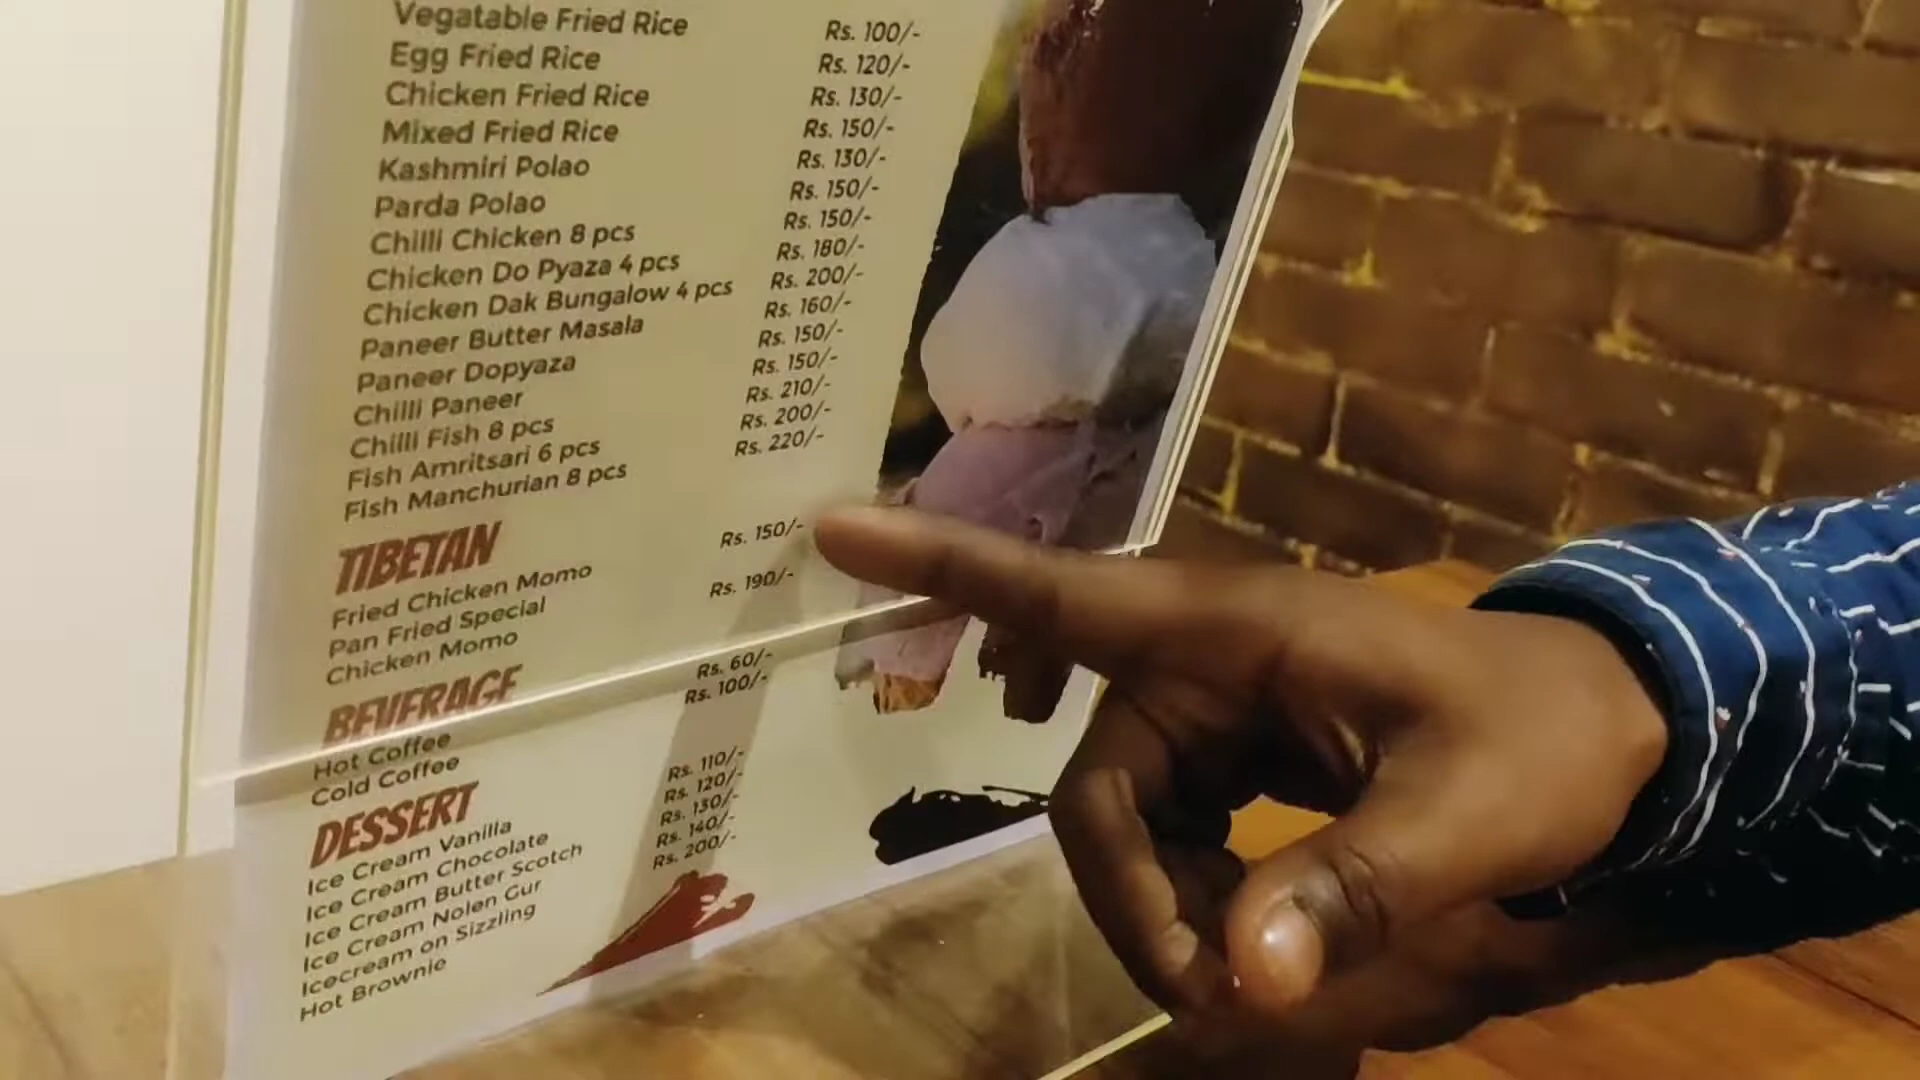 Vegatable Fried Rice Rs. 100/-
Egg Fried Rice Rs. 120/-
Chicken Fried Rice Rs. 130/-
Mixed Fried Rice Rs. 150/-
Kashmiri Polao Rs. 130/-
Parda Polao Rs. 150/-
Chilli Chicken 8 pcs Rs. 150/-
Chicken Do Pyaza 4 pcs Rs. 180/-
Chicken Dak Bungalow 4 pcs Rs. 200/-
Paneer Butter Masala Rs. 160/-
Paneer Dopyaza Rs. 150/-
Chilli Paneer Rs. 150/-
Chilli Fish 8 pcs Rs. 210/-
Fish Amritsari 6 pcs Rs. 200/-
Fish Manchurian 8 pcs Rs. 220/-
TIBETAN
Fried Chicken Momo Rs. 150/-
Pan Fried Special Rs. 190/-
Chicken Momo
BEVERAGE
Hot Coffee Rs. 60/-
Cold Coffee Rs. 100/-
DESSERT
Ice Cream Vanilla Rs. 110/-
Ice Cream Chocolate Rs. 120/-
Ice Cream Butter Scotch Rs. 130/-
Ice Cream Nolen Gur Rs. 140/-
Icecream on Sizzling Rs. 200/-
Hot Brownie